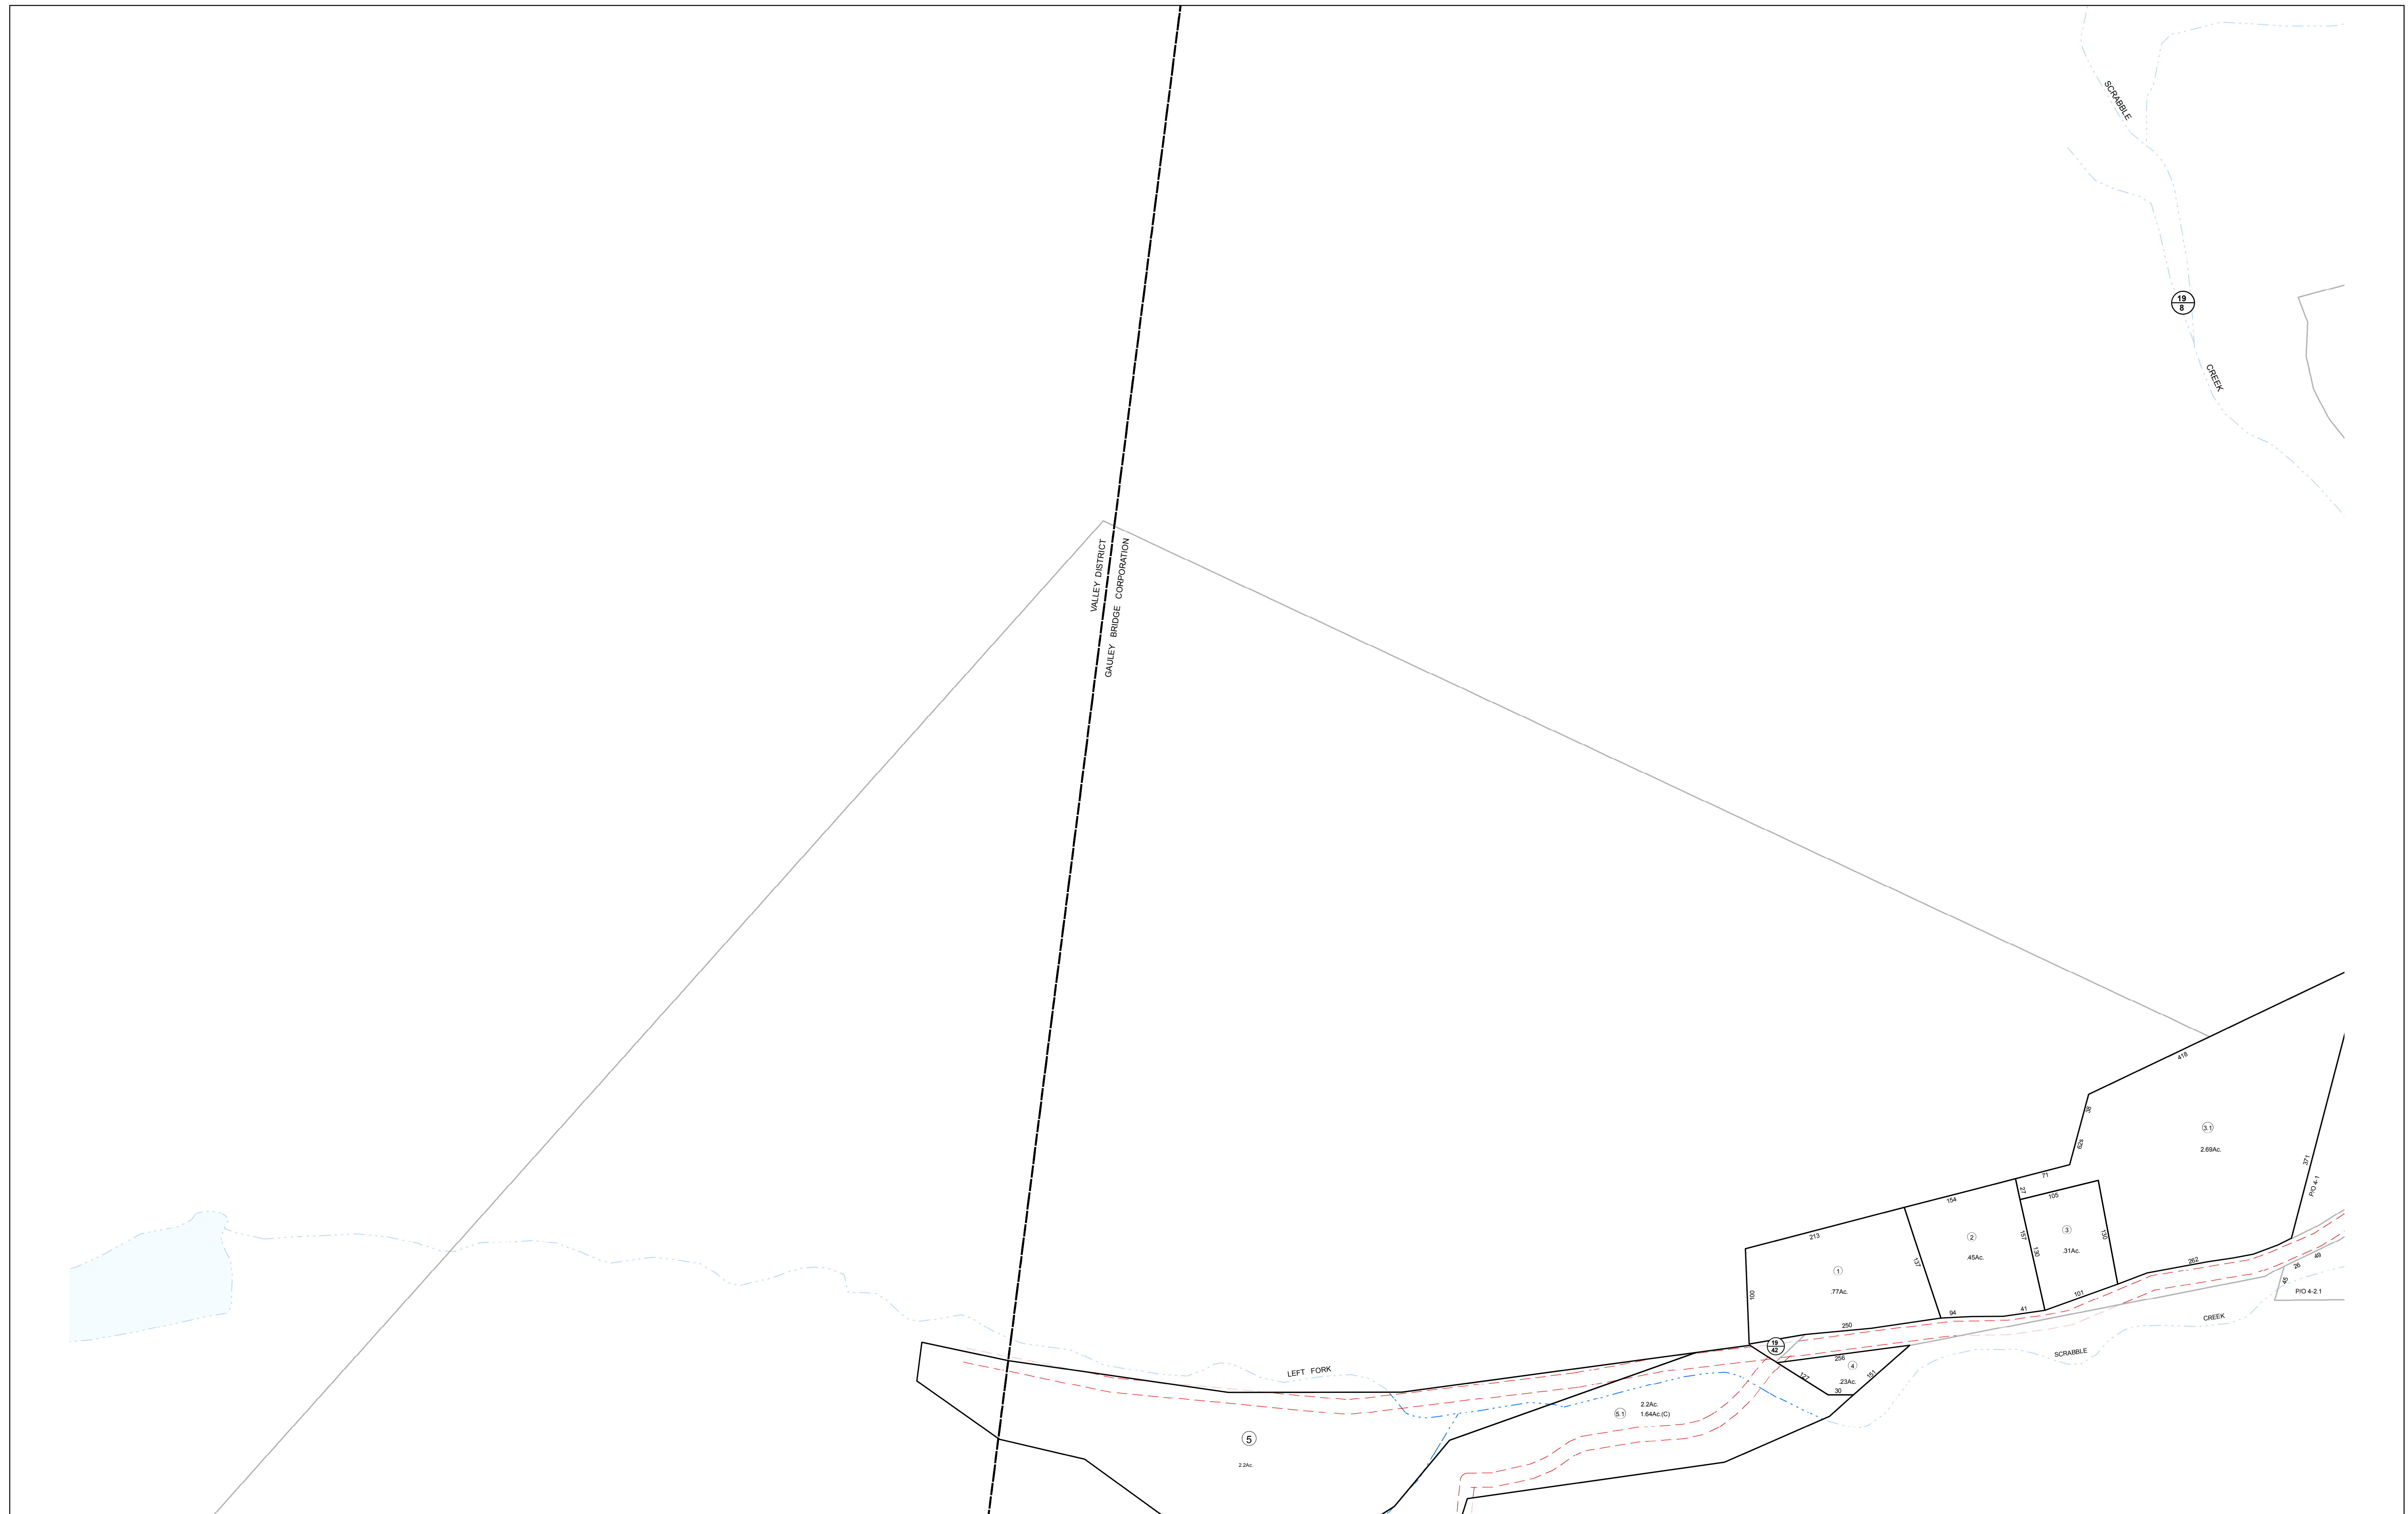 SCRABBLE
19
8
CREEK
VALLEY DISTRICT
GAULEY BRIDGE CORPORATION
418
38
62s
3.1
2.69Ac.
371
P/O 4-1
71
27
105
154
213
137
2
.45Ac.
157
130
3
.31Ac.
130
1
.77Ac.
100
262
49
26
45
P/O 4-2.1
101
41
94
250
CREEK
SCRABBLE
19
42
256
4
.23Ac.
151
127
30
LEFT FORK
2.2Ac.
5.1
1.64Ac.(C)
5
2.2Ac.